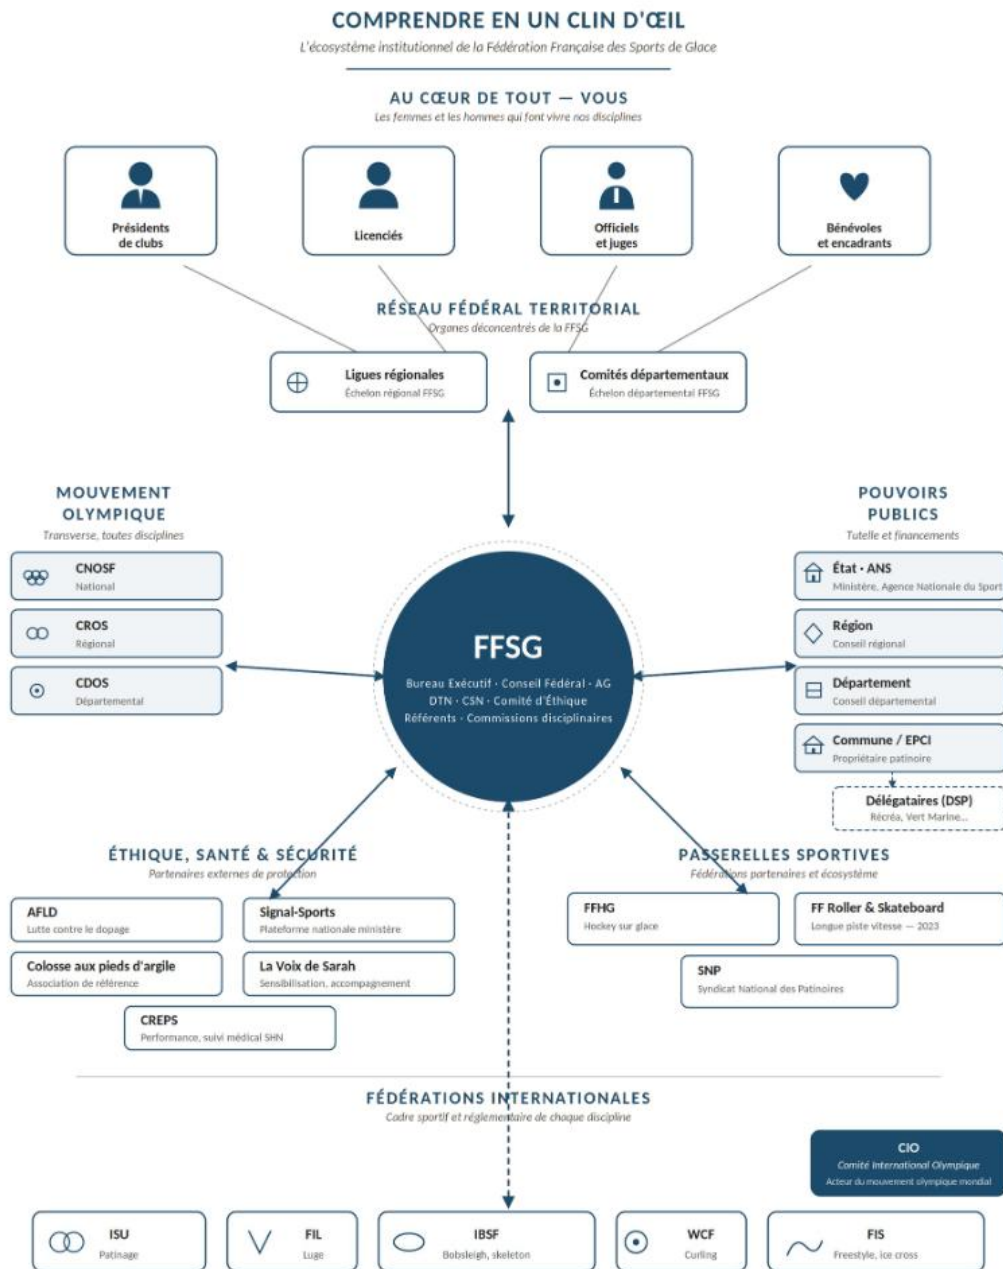 COMPRENDRE EN UN CLIN D'ŒIL
L'écosystème institutionnel de la Fédération Française des Sports de Glace
AU CŒUR DE TOUT — VOUS
Les femmes et les hommes qui font vivre nos disciplines
Présidents
de clubs
Licenciés
Officiels
et juges
Bénévoles
et encadrants
RÉSEAU FÉDÉRAL TERRITORIAL
Organes déconcentrés de la FFSG
Ligues régionales
Échelon régional FFSG
Comités départementaux
Échelon départemental FFSG
MOUVEMENT
OLYMPIQUE
Transverse, toutes disciplines
CNOSF
National
CROS
Régional
CDOS
Départemental
POUVOIRS
PUBLICS
Tutelle et financements
État · ANS
Ministère, Agence Nationale du Sport
Région
Conseil régional
Département
Conseil départemental
Commune / EPCI
Propriétaire patinoire
Délégataires (DSP)
Récréa, Vert Marine...
FFSG
Bureau Exécutif · Conseil Fédéral · AG
DTN · CSN · Comité d'Éthique
Référents · Commissions disciplinaires
ÉTHIQUE, SANTÉ & SÉCURITÉ
Partenaires externes de protection
AFLD
Lutte contre le dopage
Signal-Sports
Plateforme nationale ministère
Colosse aux pieds d'argile
Association de référence
La Voix de Sarah
Sensibilisation, accompagnement
CREPS
Performance, suivi médical SHN
PASSERELLES SPORTIVES
Fédérations partenaires et écosystème
FFHG
Hockey sur glace
FF Roller & Skateboard
Longue piste vitesse — 2023
SNP
Syndicat National des Patinoires
FÉDÉRATIONS INTERNATIONALES
Cadre sportif et réglementaire de chaque discipline
CIO
Comité International Olympique
Acteur du mouvement olympique mondial
ISU
Patinage
FIL
Luge
IBSF
Bobsleigh, skeleton
WCF
Curling
FIS
Freestyle, ice cross